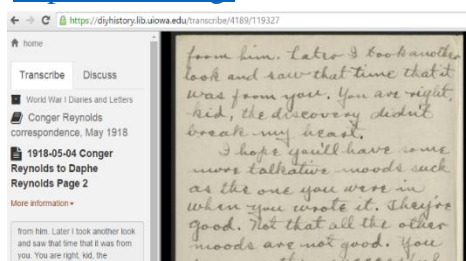 https://diyhistory.lib.uiowa.edu/transcribe/4189/119327
home
Transcribe Discuss
World War I Diaries and Letters
Conger Reynolds
correspondence, May 1918
1918-05-04 Conger
Reynolds to Daphe
Reynolds Page 2
More information
from him. Later I took another look
and saw that time that it was from
you. You are right, kid, the
from him. Later I took another
look and saw that time that it
was from you. You are right,
kid, the discovery didn't
break my heart.
I hope you'll have some
more talkative moods such
as the one you were in
when you wrote it. They're
good. Not that all the other
moods are not good. You